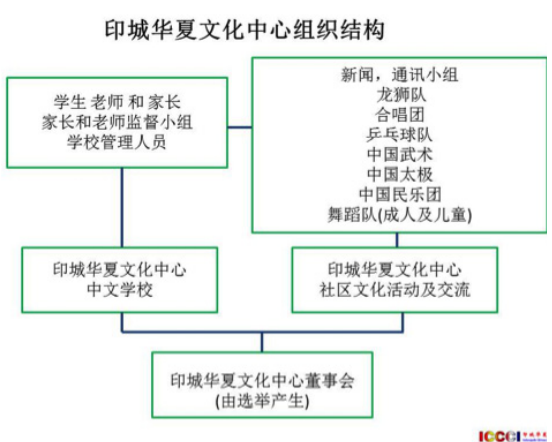 印城华夏文化中心组织结构
学生 老师 和 家长
家长和老师监督小组
学校管理人员
新闻，通讯小组
龙狮队
合唱团
乒乓球队
中国武术
中国太极
中国民乐团
舞蹈队(成人及儿童)
印城华夏文化中心
中文学校
印城华夏文化中心
社区文化活动及交流
印城华夏文化中心董事会
(由选举产生)
ICCCI